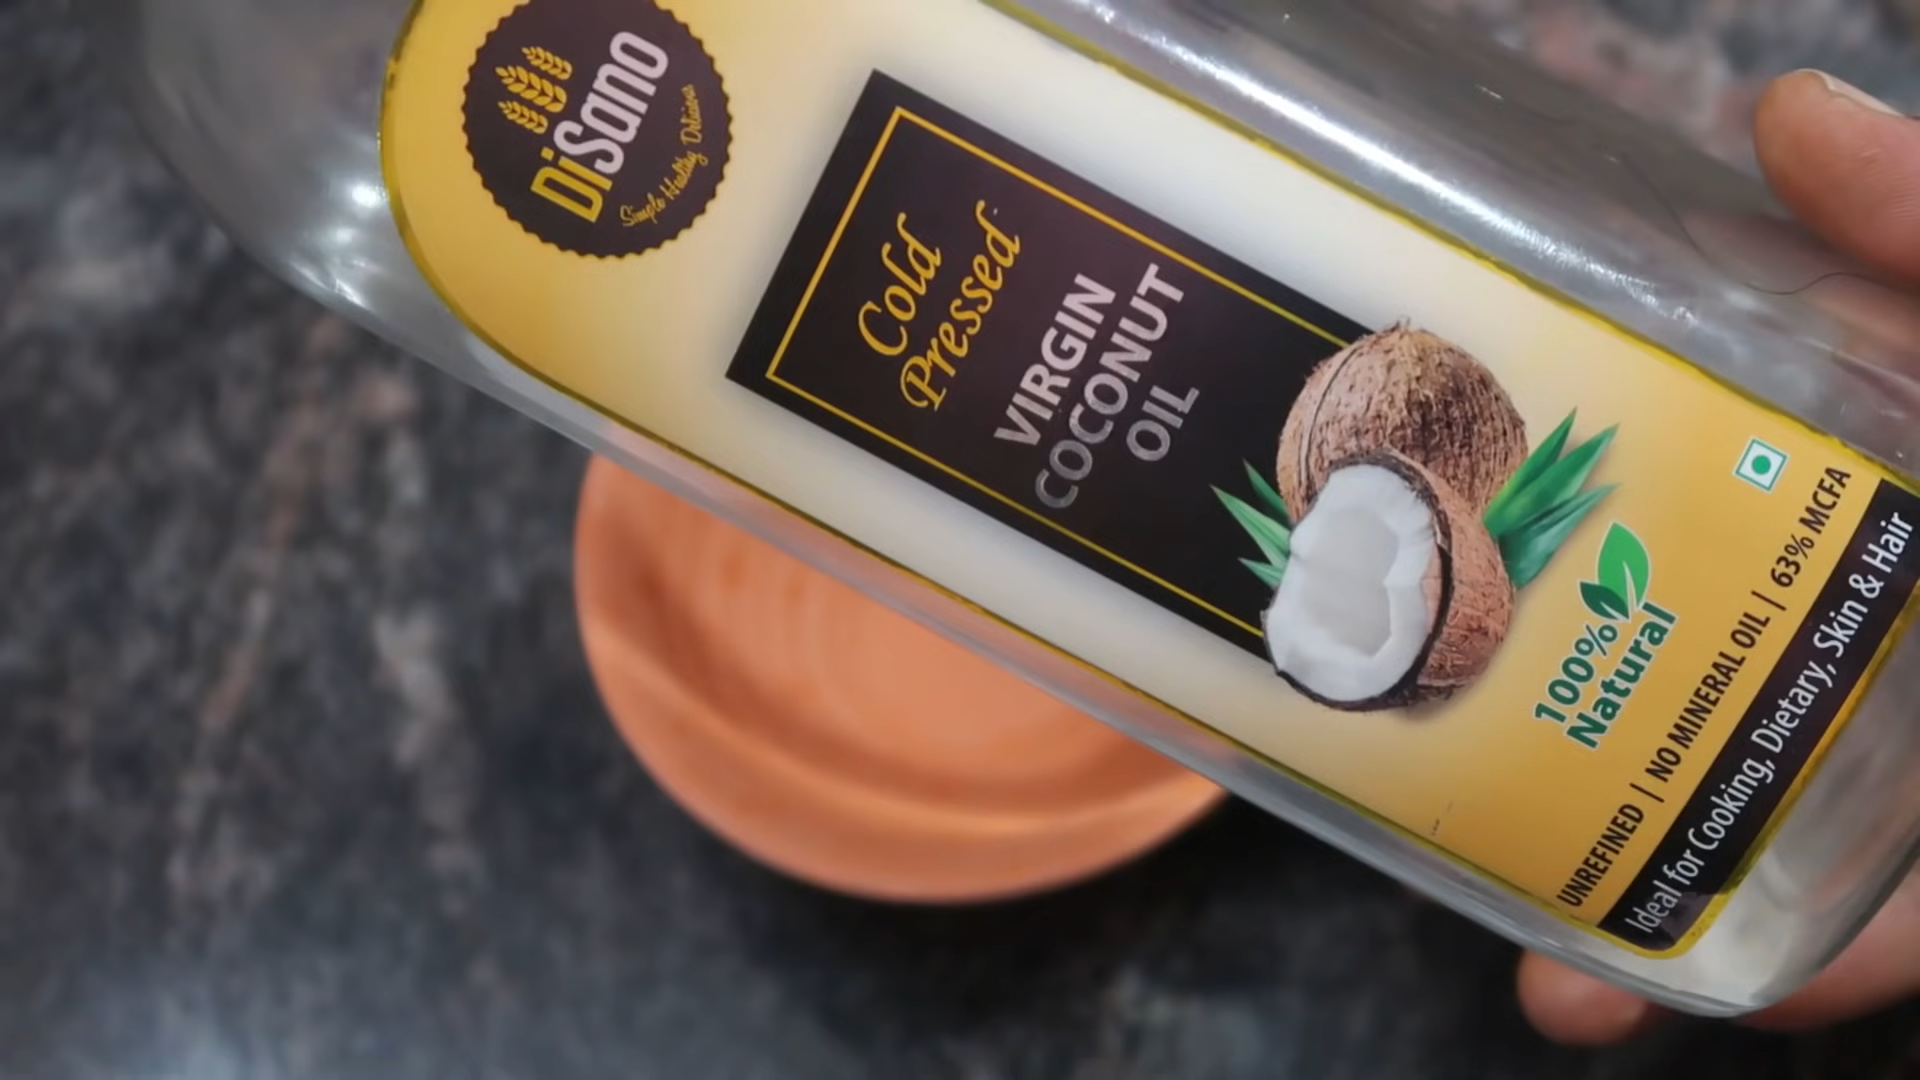 DiSano
Simple Healthy Delicious
Cold
Pressed
VIRGIN
COCONUT
OIL
100%
Natural
UNREFINED | NO MINERAL OIL | 63% MCFA
Ideal for Cooking, Dietary, Skin & Hair